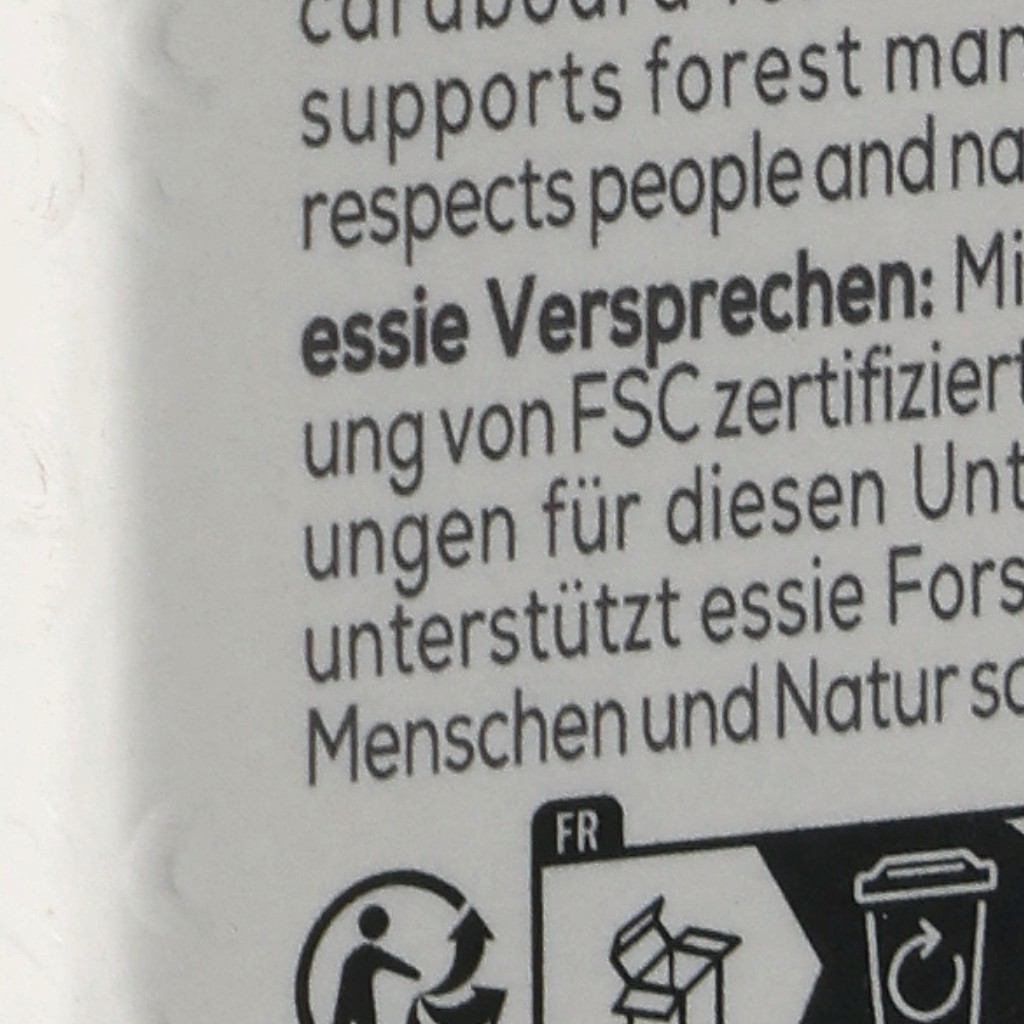 cardboard
supports forest man
respects people and na
essie Versprechen: Mi
ung von FSC zertifiziert
ungen für diesen Unt
unterstützt essie Fors
Menschen und Natur sc
FR